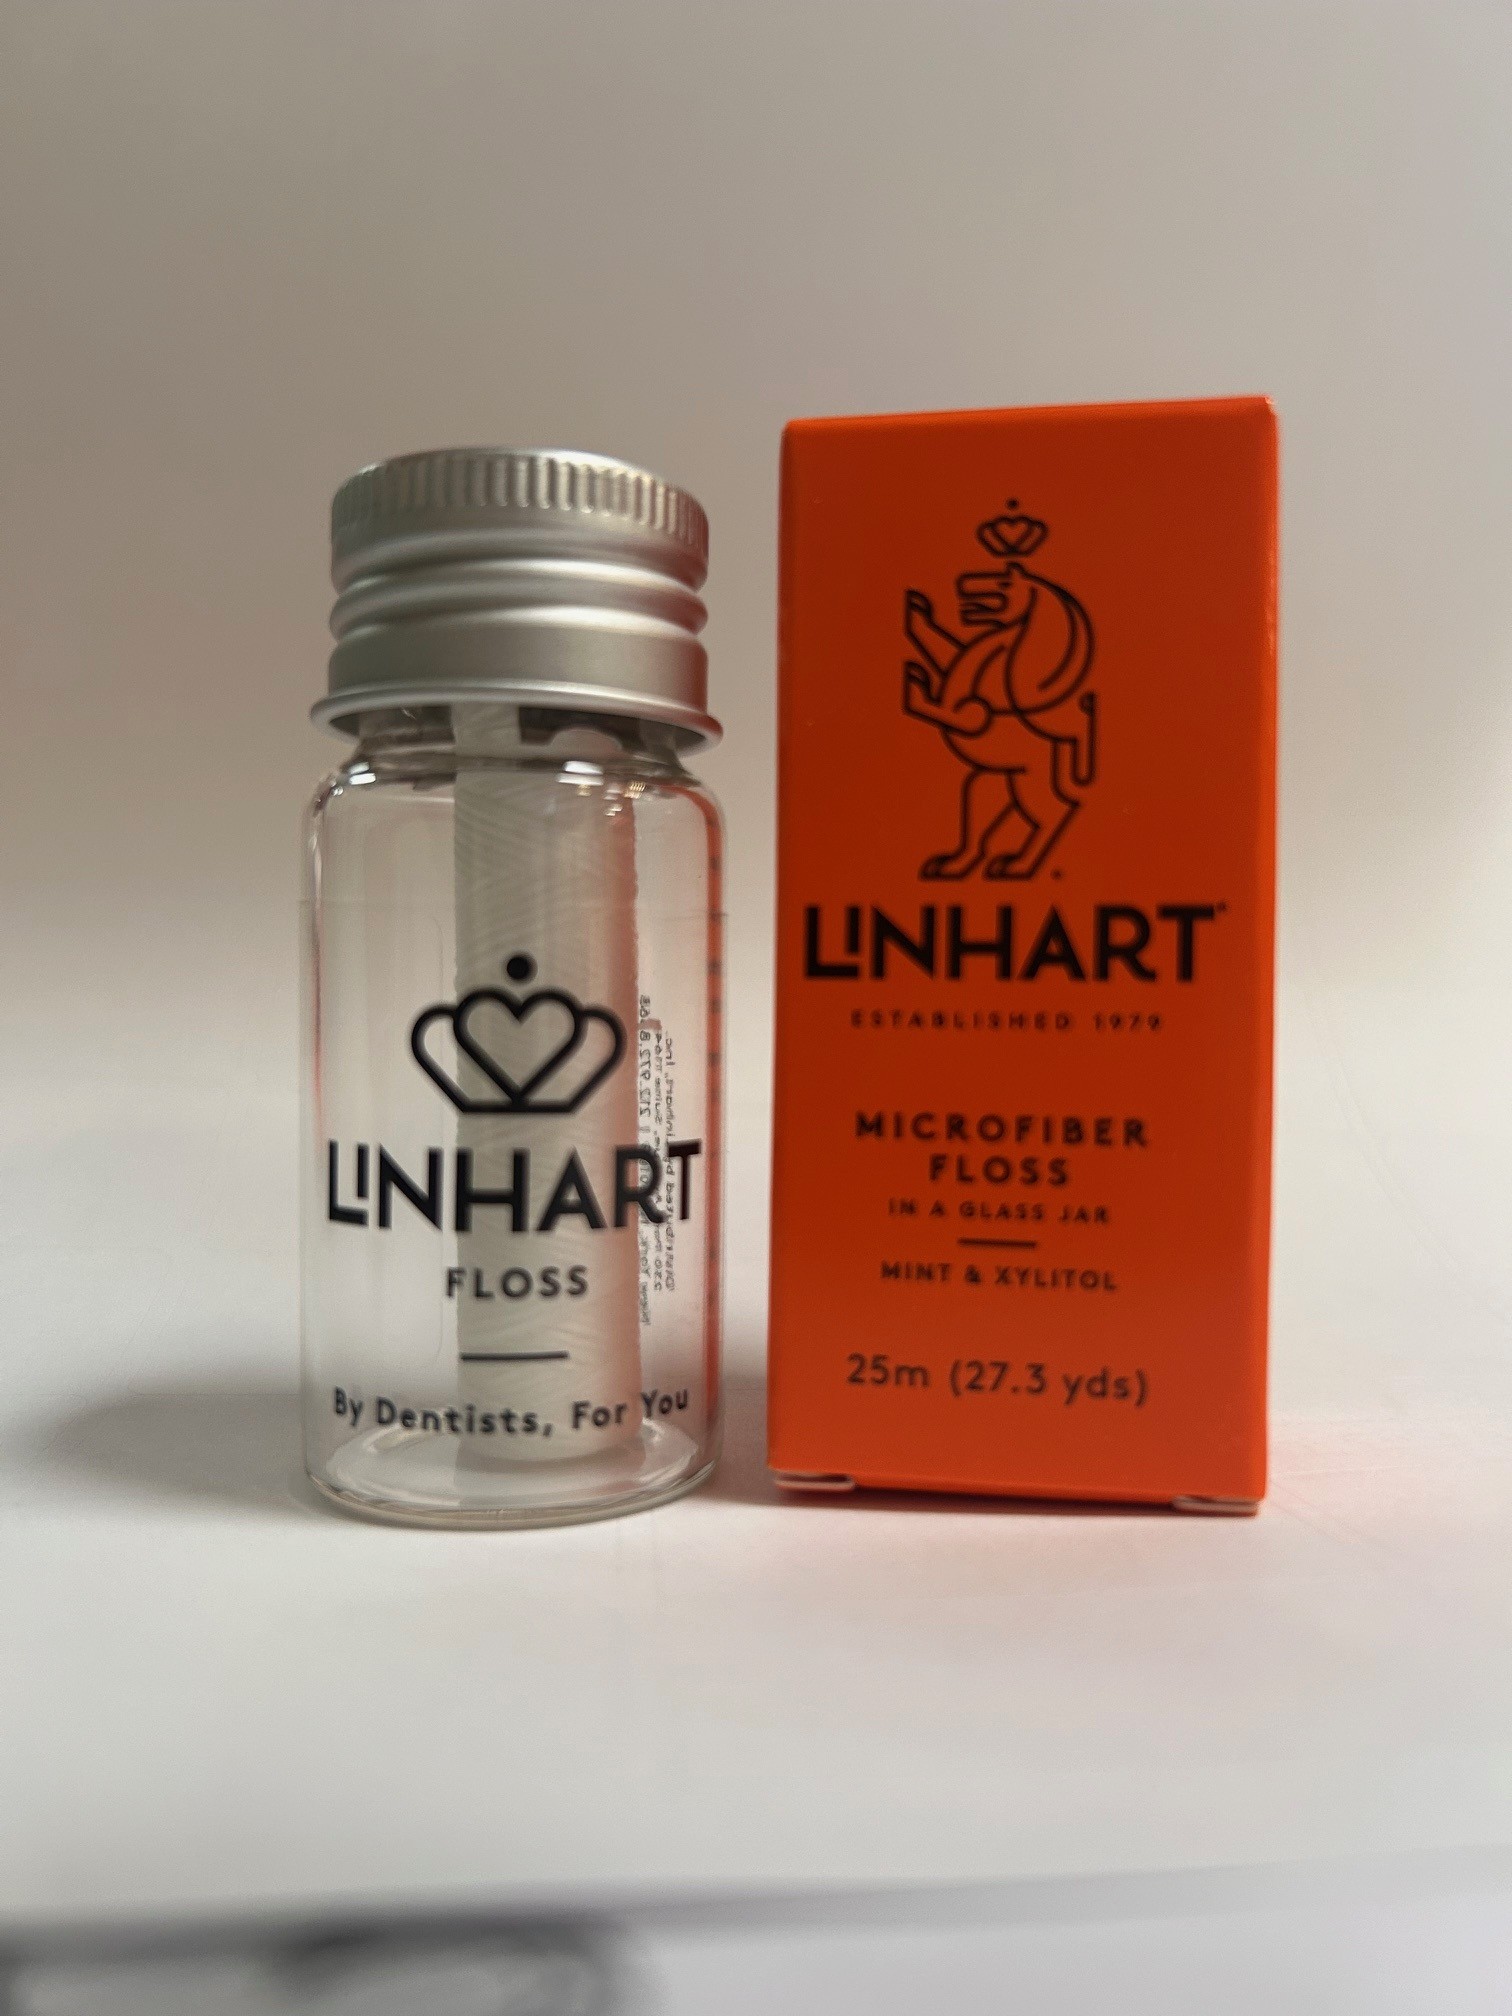 LINHART
FLOSS
By Dentists, For You
LINHART
ESTABLISHED 1979
MICROFIBER
FLOSS
IN A GLASS JAR
MINT & XYLITOL
25m (27.3 yds)